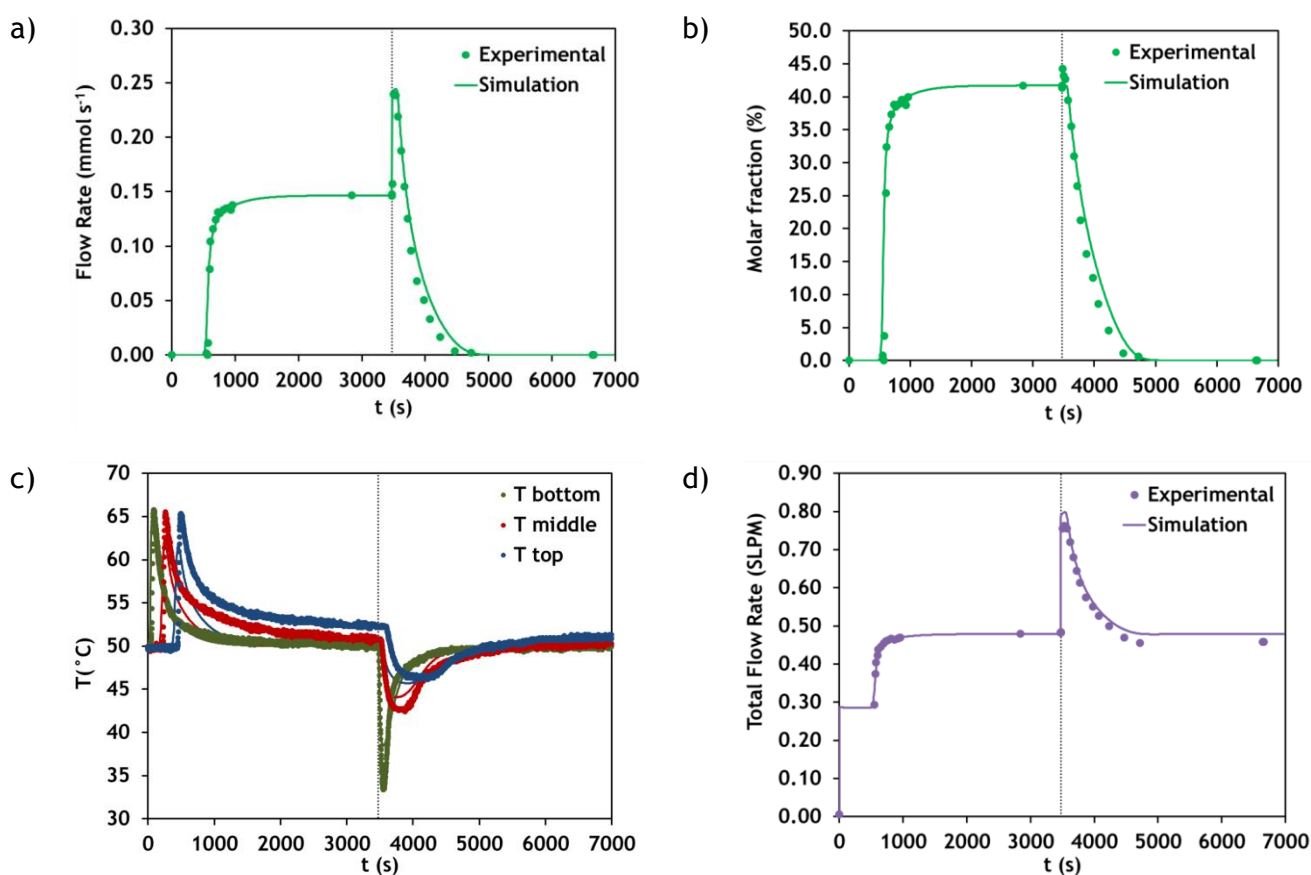 a)
Flow Rate (mmol s⁻¹)
0.30
0.25
0.20
0.15
0.10
0.05
0.00
Experimental
Simulation
0 1000 2000 3000 4000 5000 6000 7000
t (s)
b)
Molar fraction (%)
50.0
45.0
40.0
35.0
30.0
25.0
20.0
15.0
10.0
5.0
0.0
Experimental
Simulation
0 1000 2000 3000 4000 5000 6000 7000
t (s)
c)
T(°C)
70
65
60
55
50
45
40
35
30
T bottom
T middle
T top
0 1000 2000 3000 4000 5000 6000 7000
t (s)
d)
Total Flow Rate (SLPM)
0.90
0.80
0.70
0.60
0.50
0.40
0.30
0.20
0.10
0.00
Experimental
Simulation
0 1000 2000 3000 4000 5000 6000 7000
t (s)